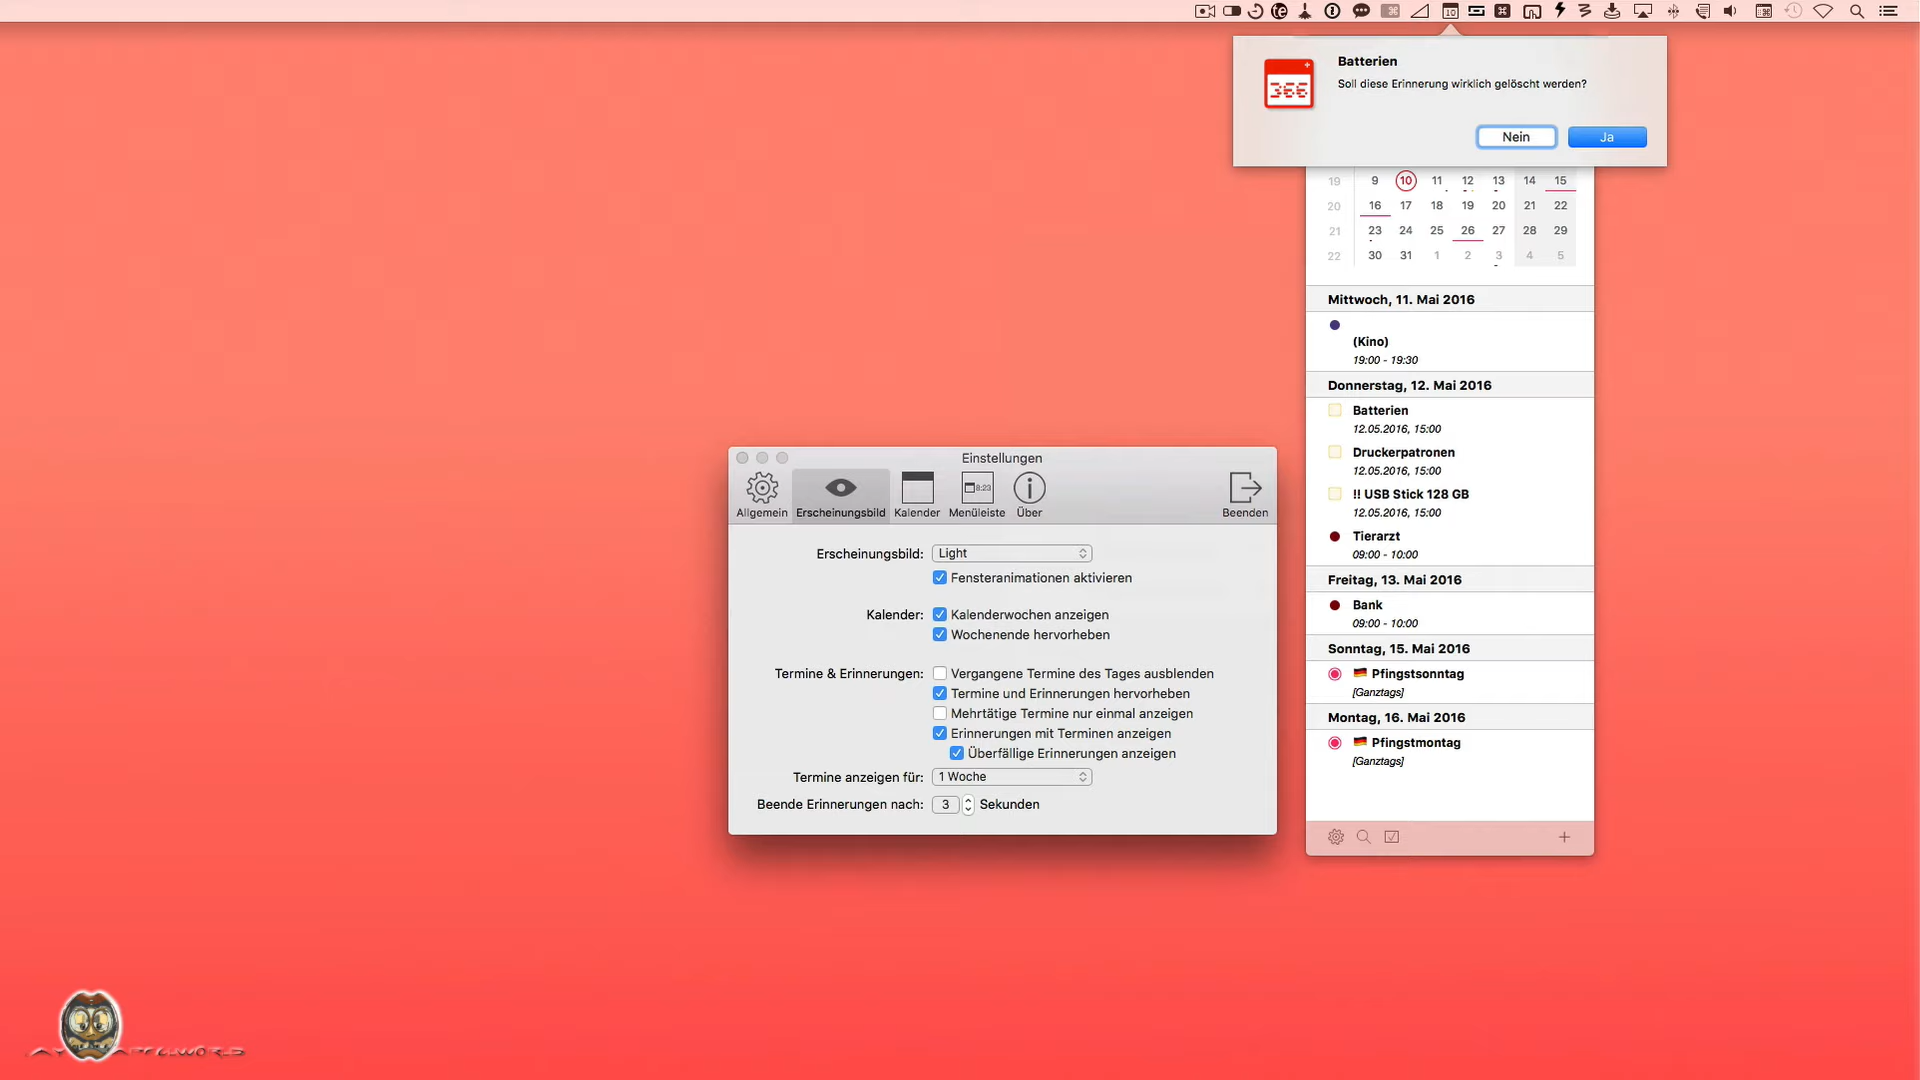 10
Batterien
Soll diese Erinnerung wirklich gelöscht werden?
366
Nein Ja
19 9 10 11 12 13 14 15
20 16 17 18 19 20 21 22
21 23 24 25 26 27 28 29
22 30 31 1 2 3 4 5
Mittwoch, 11. Mai 2016
(Kino)
19:00 - 19:30
Donnerstag, 12. Mai 2016
Batterien
12.05.2016, 15:00
Druckerpatronen
12.05.2016, 15:00
!! USB Stick 128 GB
12.05.2016, 15:00
Tierarzt
09:00 - 10:00
Freitag, 13. Mai 2016
Bank
09:00 - 10:00
Sonntag, 15. Mai 2016
Pfingstsonntag
[Ganztags]
Montag, 16. Mai 2016
Pfingstmontag
[Ganztags]
Einstellungen
8:23
Allgemein Erscheinungsbild Kalender Menüleiste Über Beenden
Erscheinungsbild: Light
Fensteranimationen aktivieren
Kalender: Kalenderwochen anzeigen
Wochenende hervorheben
Termine & Erinnerungen: Vergangene Termine des Tages ausblenden
Termine und Erinnerungen hervorheben
Mehrtätige Termine nur einmal anzeigen
Erinnerungen mit Terminen anzeigen
Überfällige Erinnerungen anzeigen
Termine anzeigen für: 1 Woche
Beende Erinnerungen nach: 3 Sekunden